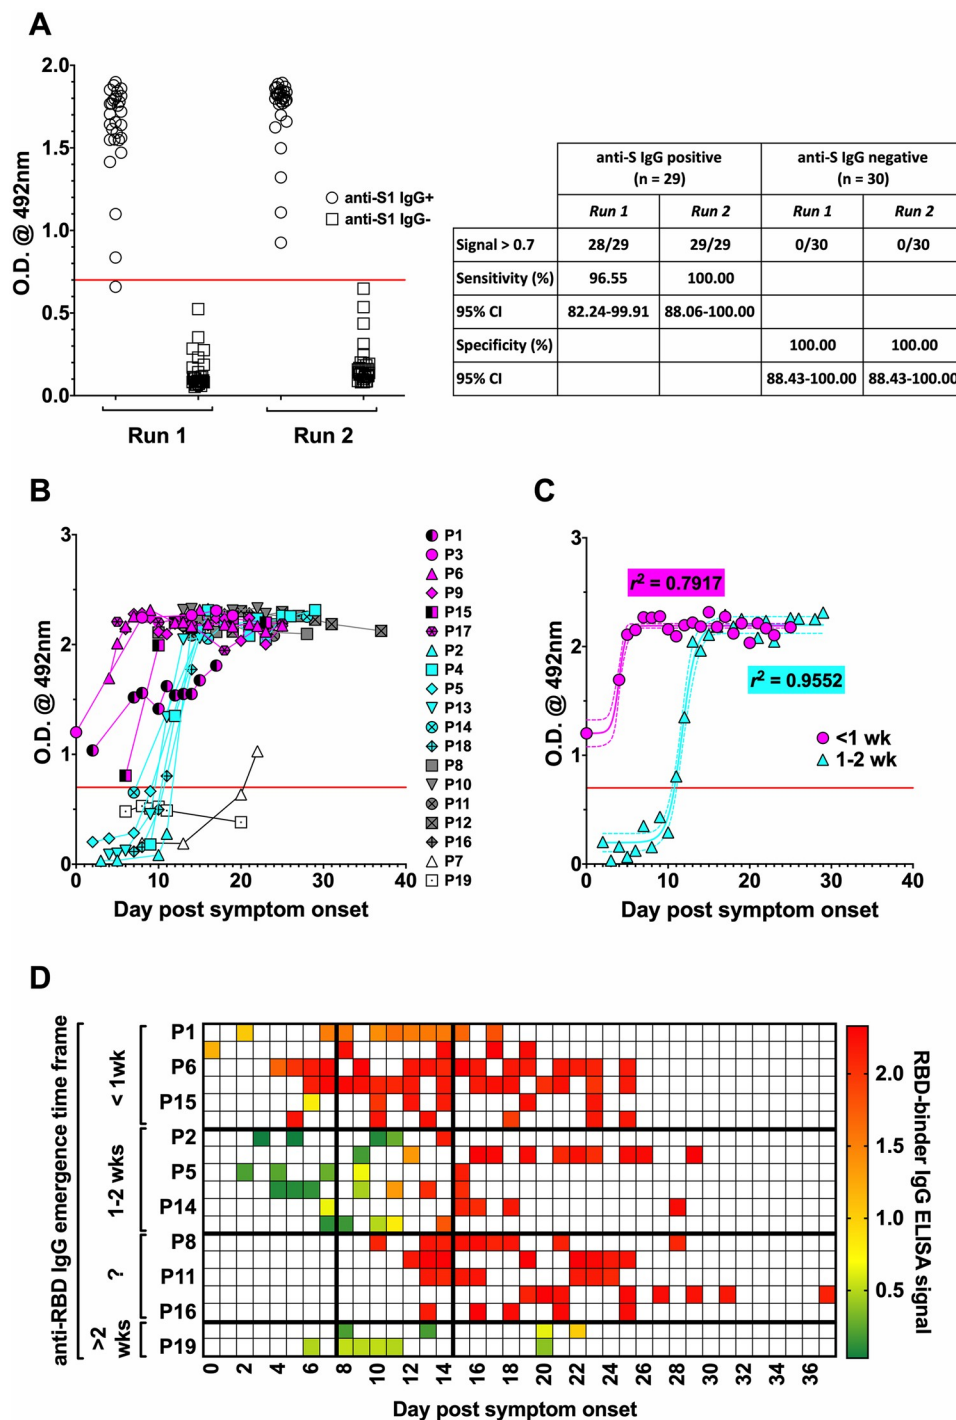 A
2.0
1.5
1.0
0.5
0.0
O.D. @ 492nm
anti-S1 IgG+
anti-S1 IgG-
Run 1
Run 2
anti-S IgG positive
(n = 29)
anti-S IgG negative
(n = 30)
Run 1 Run 2 Run 1 Run 2
Signal > 0.7 28/29 29/29 0/30 0/30
Sensitivity (%) 96.55 100.00
95% CI 82.24-99.91 88.06-100.00
Specificity (%) 100.00 100.00
95% CI 88.43-100.00 88.43-100.00
B
3
2
1
0
O.D. @ 492nm
0 10 20 30 40
Day post symptom onset
P1
P3
P6
P9
P15
P17
P2
P4
P5
P13
P14
P18
P8
P10
P11
P12
P16
P7
P19
C
3
2
1
0
O.D. @ 492nm
r² = 0.7917
r² = 0.9552
<1 wk
1-2 wk
0 10 20 30 40
Day post symptom onset
D
anti-RBD IgG emergence time frame
< 1wk
1-2 wks
?
>2
wks
P1
P6
P15
P2
P5
P14
P8
P11
P16
P19
0 2 4 6 8 10 12 14 16 18 20 22 24 26 28 30 32 34 36
Day post symptom onset
2.0
1.5
1.0
0.5
RBD-binder IgG ELISA signal